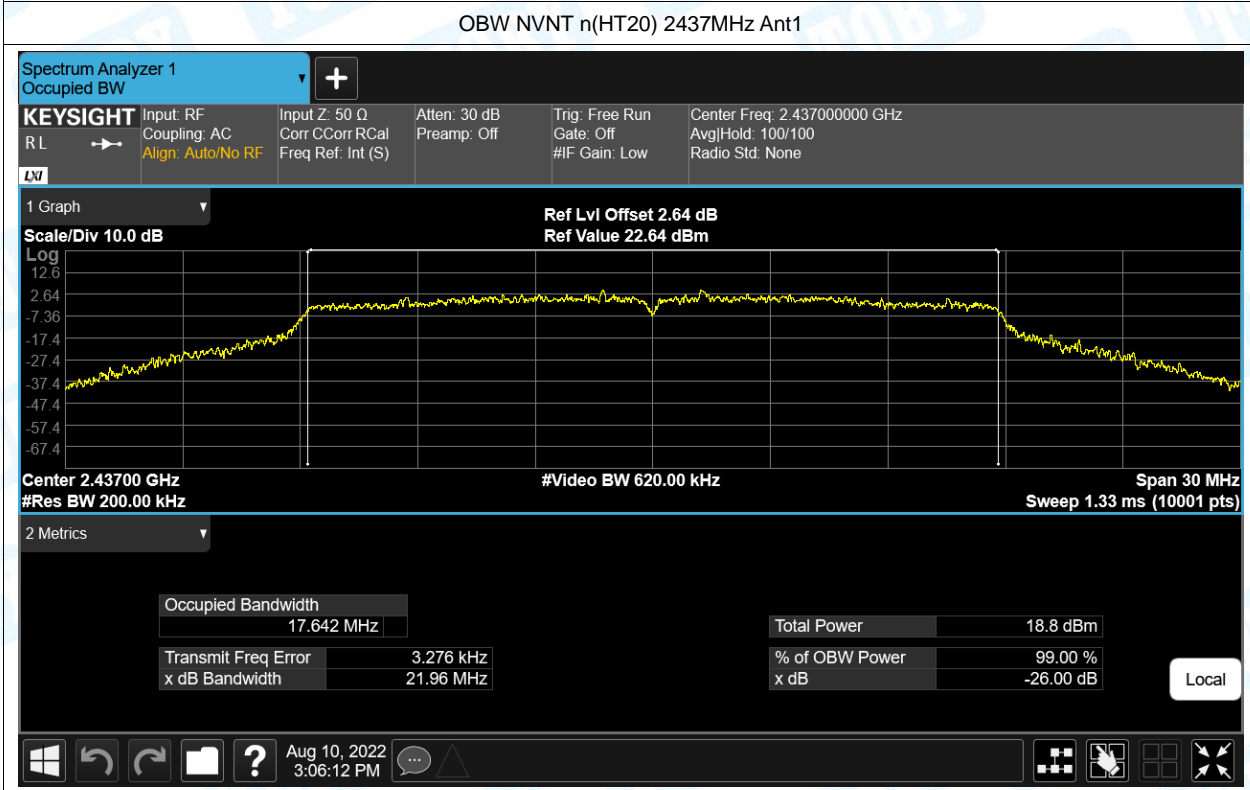 OBW NVNT n(HT20) 2437MHz Ant1
Spectrum Analyzer 1
Occupied BW
KEYSIGHT
RL
LXI
Input: RF
Coupling: AC
Align: Auto/No RF
Input Z: 50 Ω
Corr CCorr RCal
Freq Ref: Int (S)
Atten: 30 dB
Preamp: Off
Trig: Free Run
Gate: Off
#IF Gain: Low
Center Freq: 2.437000000 GHz
Avg|Hold: 100/100
Radio Std: None
1 Graph
Scale/Div 10.0 dB
Ref Lvl Offset 2.64 dB
Ref Value 22.64 dBm
Log
12.6
2.64
-7.36
-17.4
-27.4
-37.4
-47.4
-57.4
-67.4
Center 2.43700 GHz
#Video BW 620.00 kHz
Span 30 MHz
#Res BW 200.00 kHz
Sweep 1.33 ms (10001 pts)
2 Metrics
Occupied Bandwidth
17.642 MHz
Total Power 18.8 dBm
Transmit Freq Error 3.276 kHz
% of OBW Power 99.00 %
x dB Bandwidth 21.96 MHz
x dB -26.00 dB
Local
?
Aug 10, 2022
3:06:12 PM